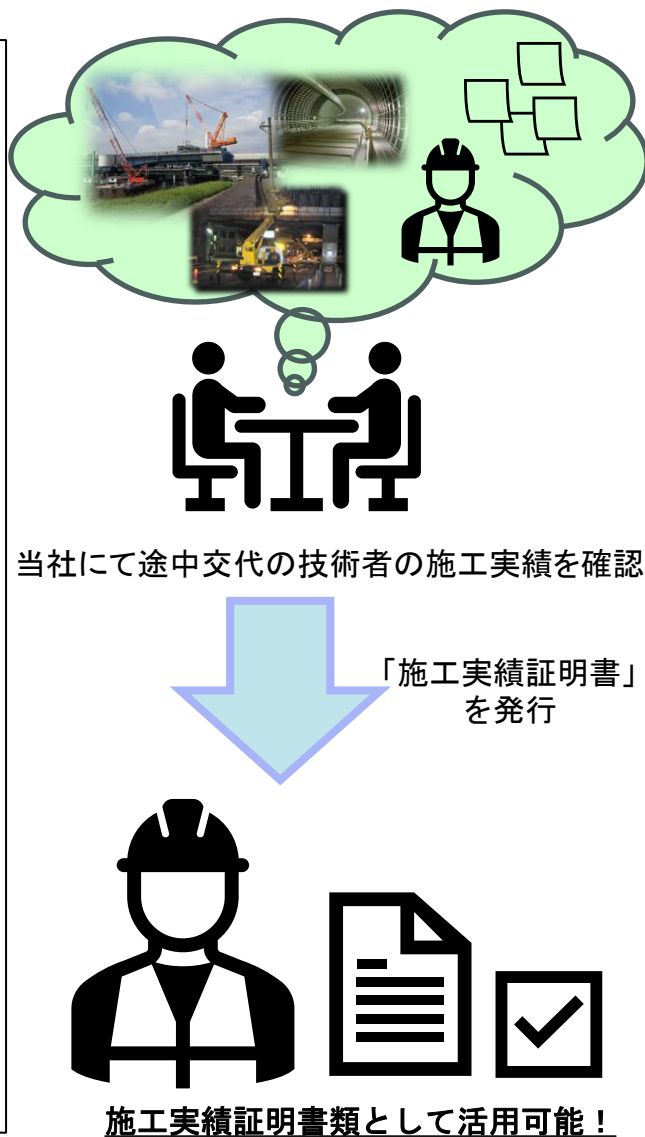 当社にて途中交代の技術者の施工実績を確認
「施工実績証明書」
を発行
施工実績証明書類として活用可能！